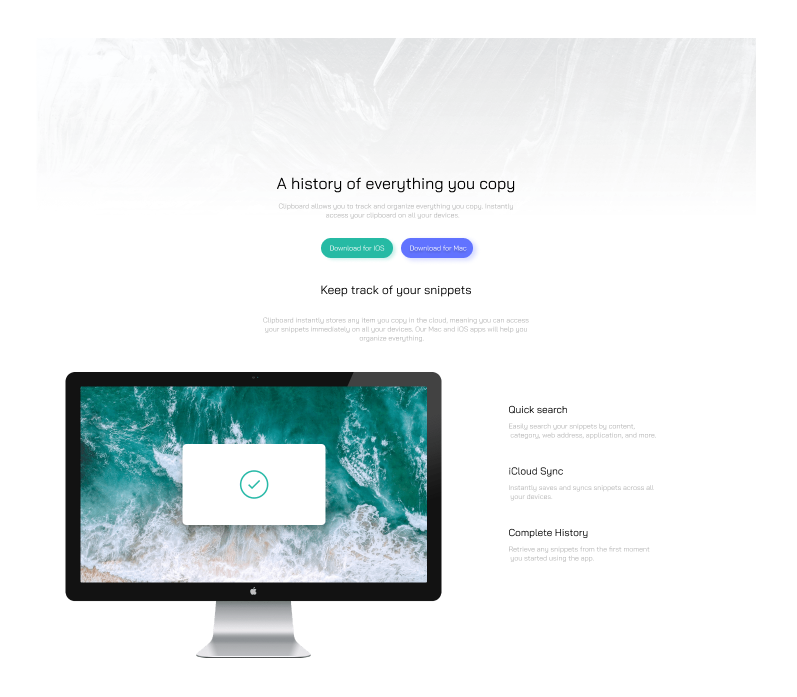 A history of everything you copy
Clipboard allows you to track and organize everything you copy. Instantly
access your clipboard on all your devices.
Download for iOS
Download for Mac
Keep track of your snippets
Clipboard instantly stores any item you copy in the cloud, meaning you can access
your snippets immediately on all your devices. Our Mac and iOS apps will help you
organize everything.
Quick search
Easily search your snippets by content,
category, web address, application, and more.
iCloud Sync
Instantly saves and syncs snippets across all
your devices.
Complete History
Retrieve any snippets from the first moment
you started using the app.